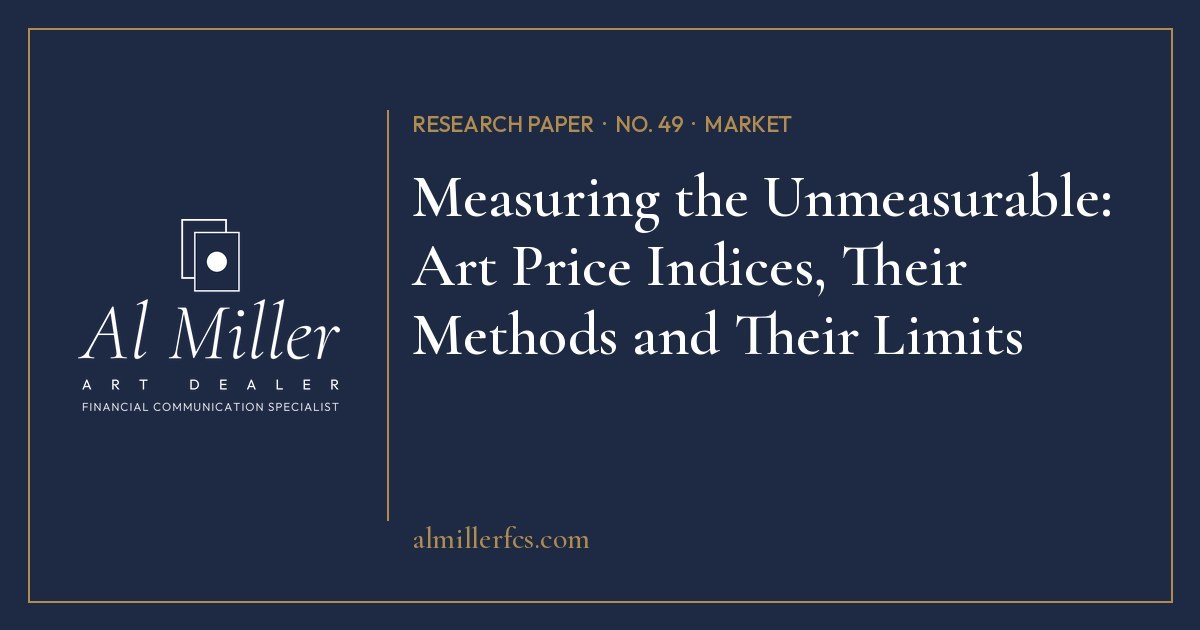 RESEARCH PAPER · NO. 49 · MARKET
Measuring the Unmeasurable:
Art Price Indices, Their
Methods and Their Limits
Al Miller
ART DEALER
FINANCIAL COMMUNICATION SPECIALIST
almillerfcs.com